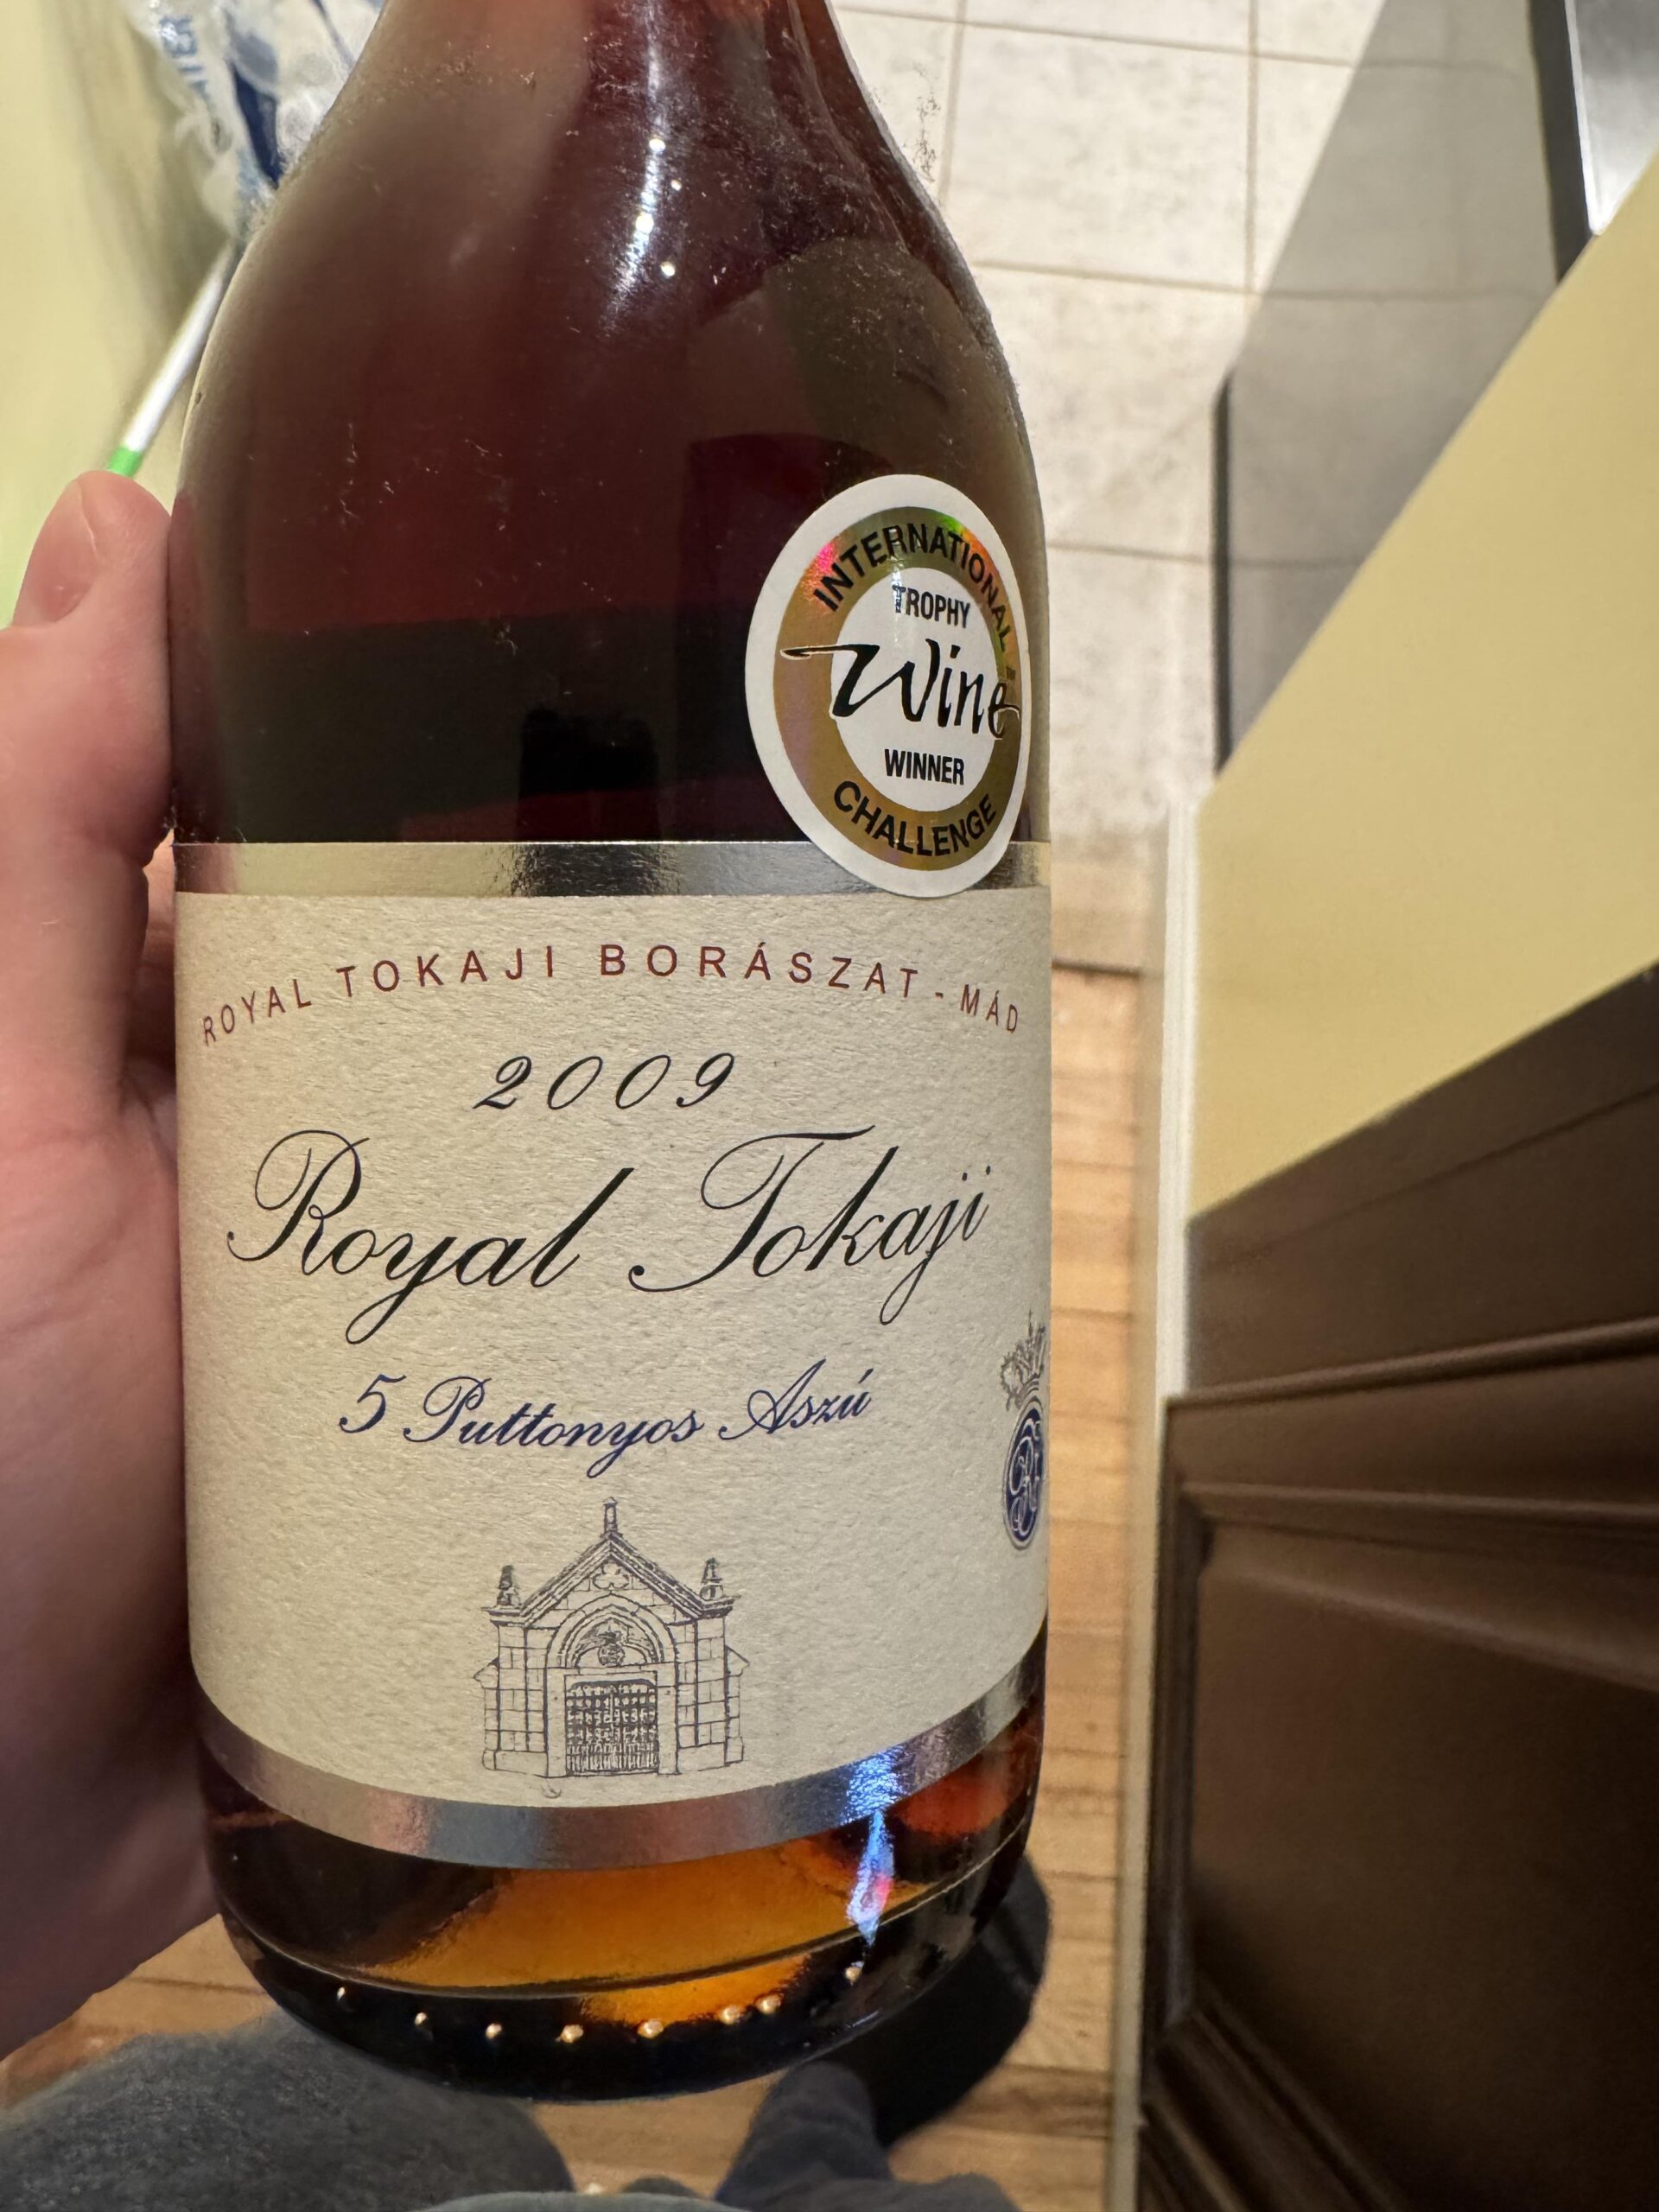 INTERNATIONAL
TROPHY
Wine
WINNER
CHALLENGE
ROYAL TOKAJI BORÁSZAT - MÁD
2009
Royal Tokaji
5 Puttonyos Aszú